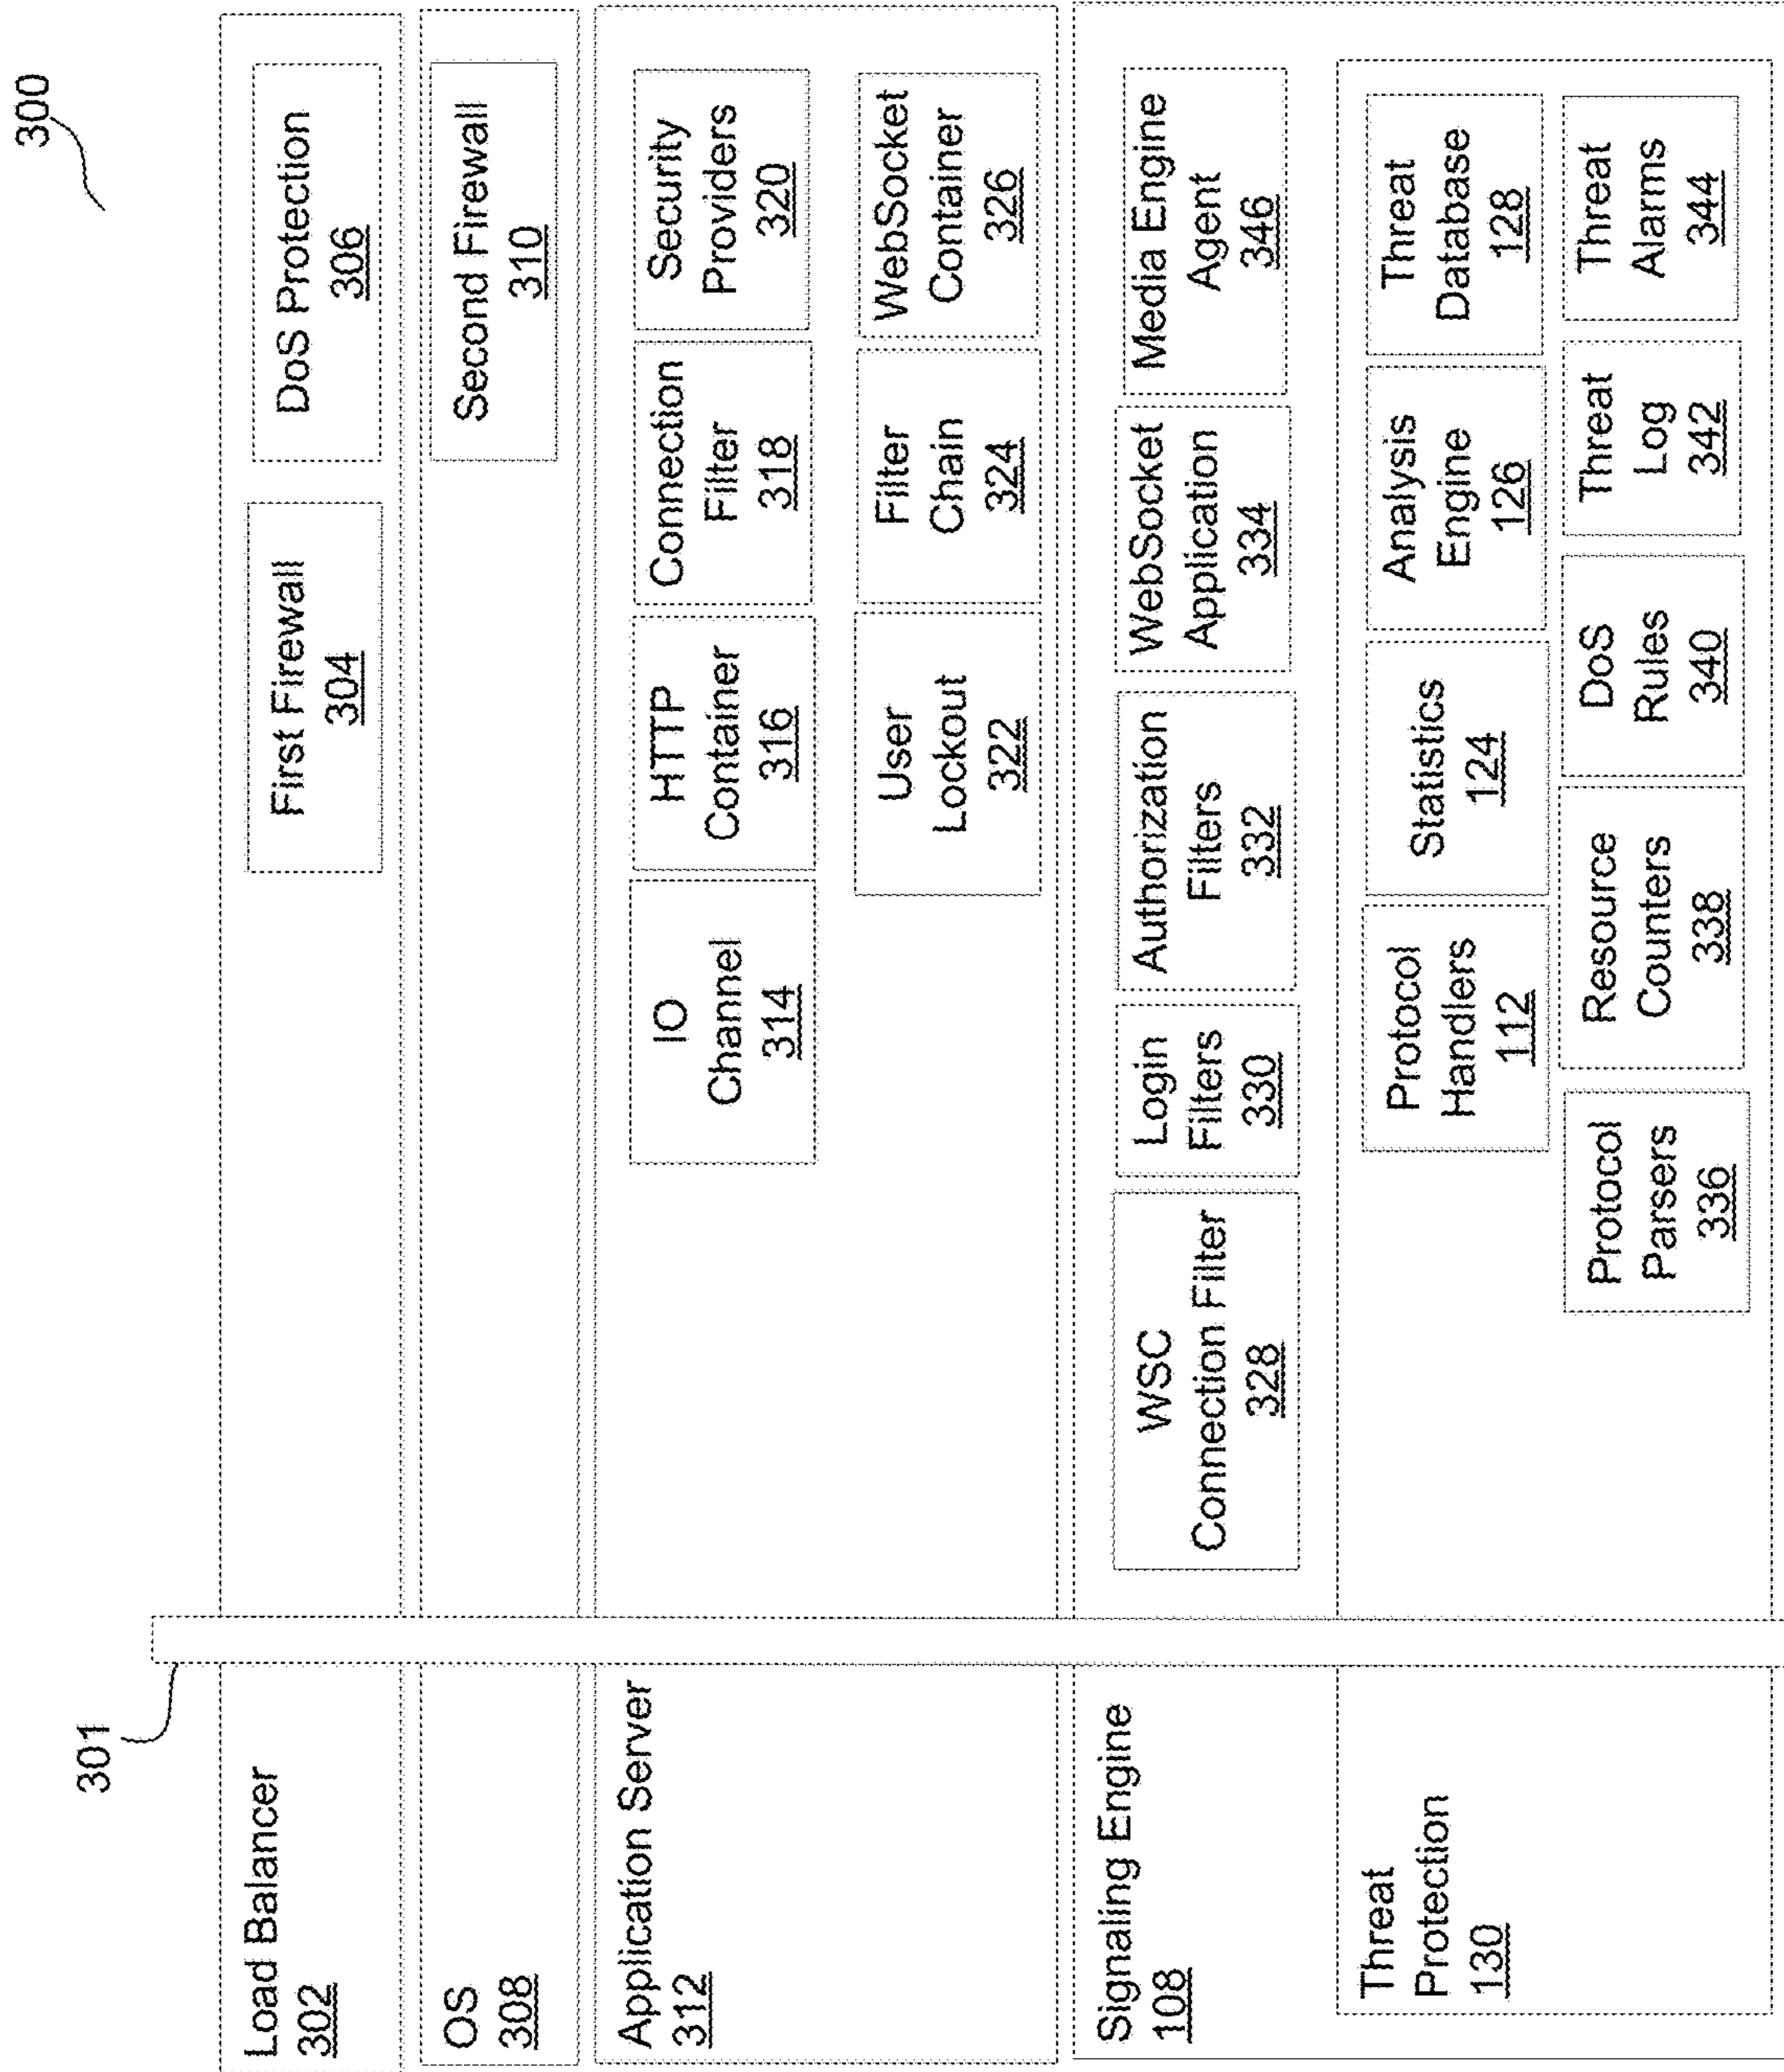 300
301
Load Balancer
302
First Firewall
304
DoS Protection
306
OS
308
Second Firewall
310
Application Server
312
IO
Channel
314
HTTP
Container
316
Connection
Filter
318
Security
Providers
320
User
Lockout
322
Filter
Chain
324
WebSocket
Container
326
Signaling Engine
108
WSC
Connection Filter
328
Login
Filters
330
Authorization
Filters
332
WebSocket
Application
334
Media Engine
Agent
346
Threat
Protection
130
Protocol
Handlers
112
Statistics
124
Analysis
Engine
126
Threat
Database
128
Protocol
Parsers
336
Resource
Counters
338
DoS
Rules
340
Threat
Log
342
Threat
Alarms
344